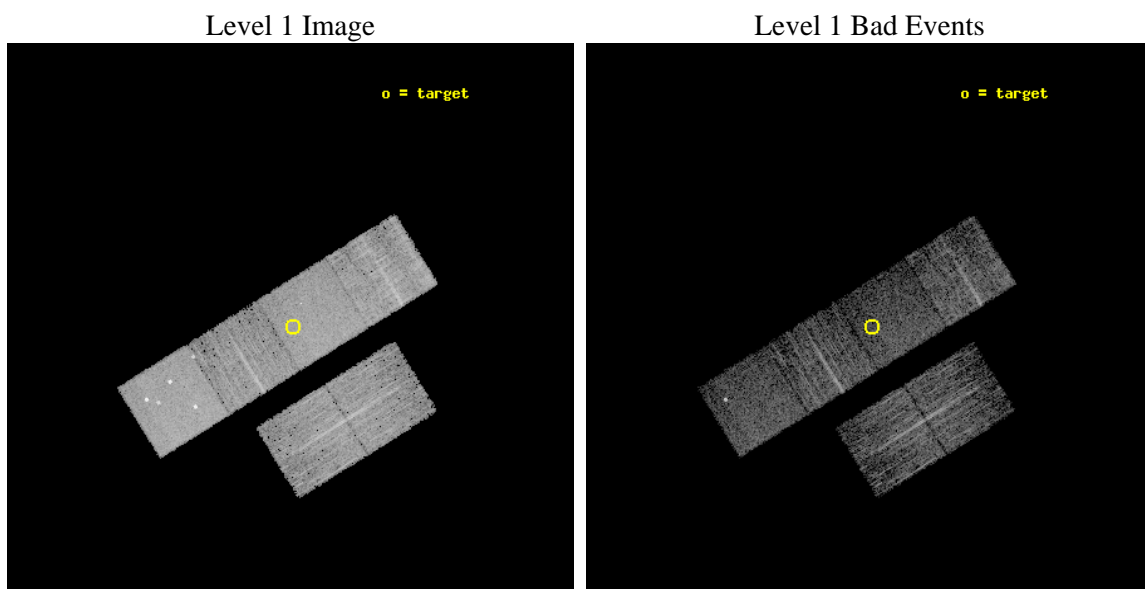 Level 1 Image
Level 1 Bad Events
o = target
o = target